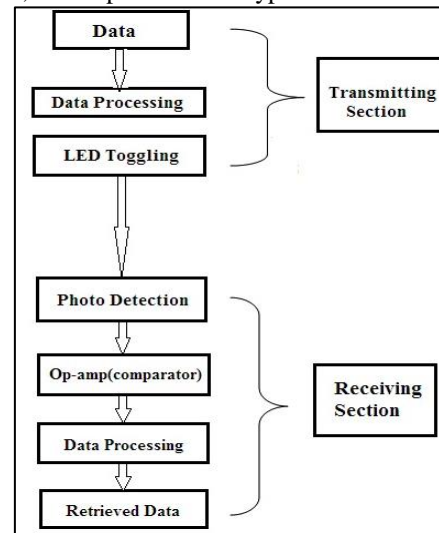 Data
Data Processing
LED Toggling
Transmitting
Section
Photo Detection
Op-amp(comparator)
Data Processing
Retrieved Data
Receiving
Section